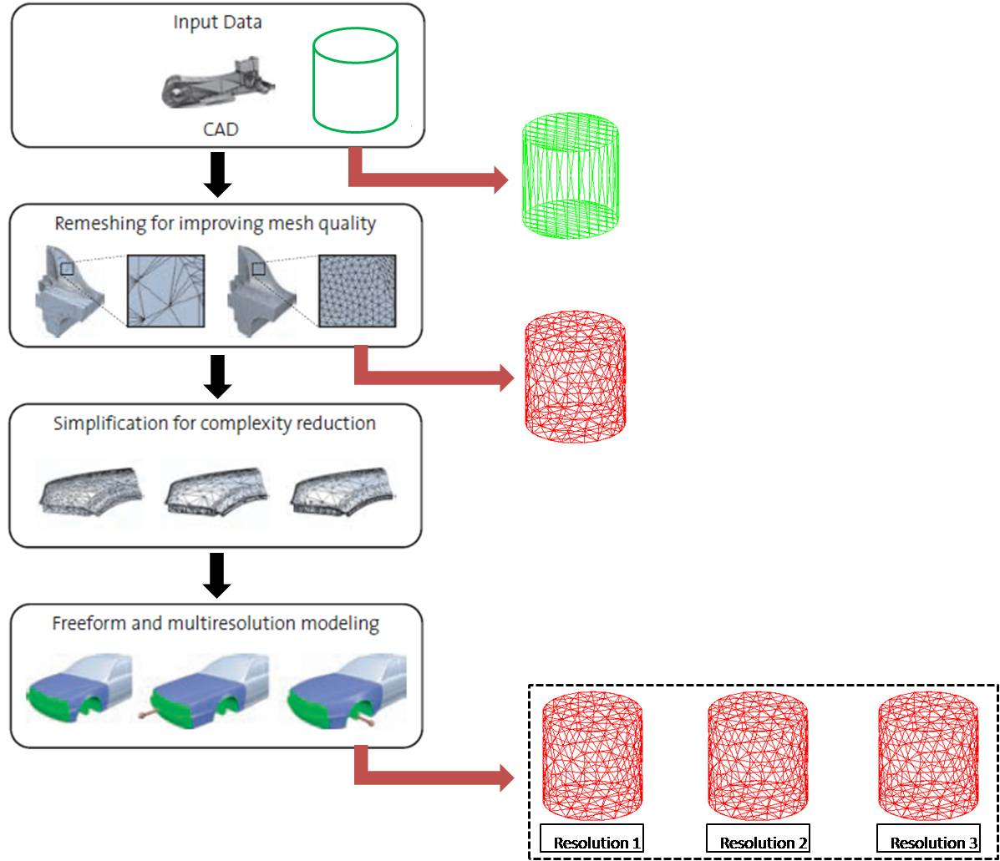 Input Data
CAD
Remeshing for improving mesh quality
Simplification for complexity reduction
Freeform and multiresolution modeling
Resolution 1
Resolution 2
Resolution 3